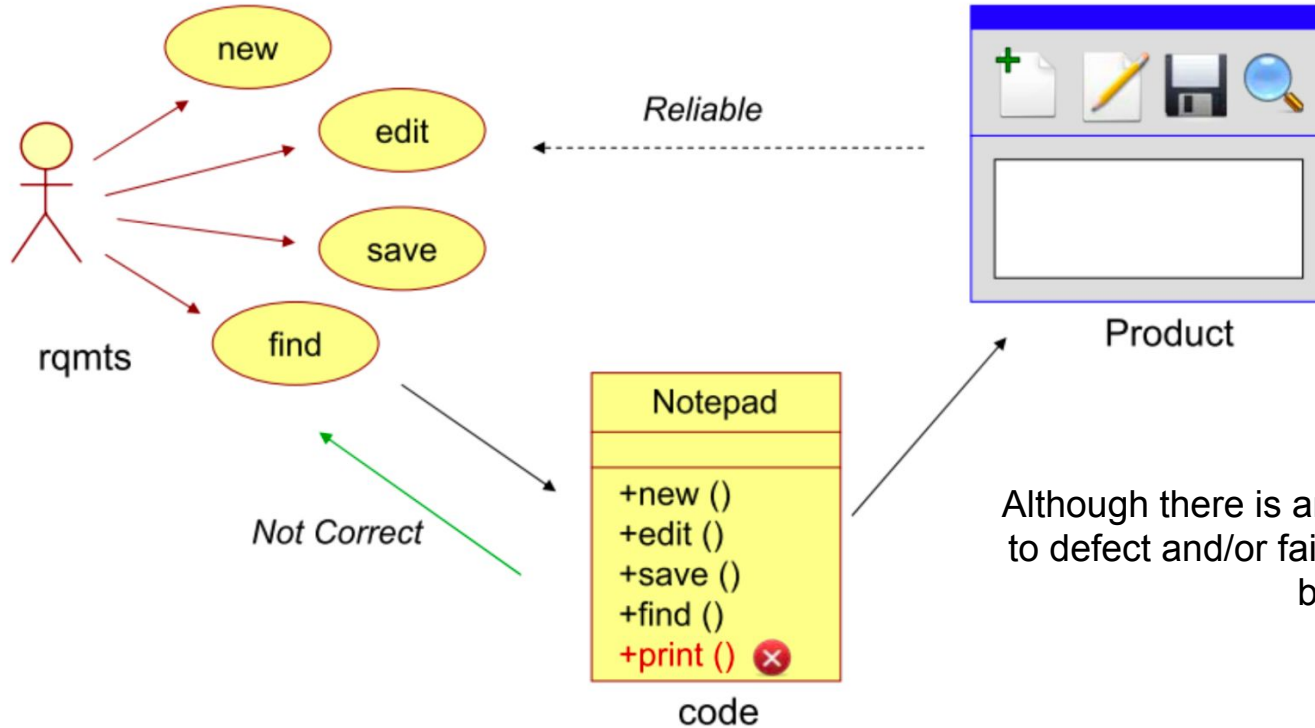 new
edit
save
find
rqmts
Reliable
Product
Not Correct
Notepad
+new ()
+edit ()
+save ()
+find ()
+print ()
code
Although there is
to defect and/or